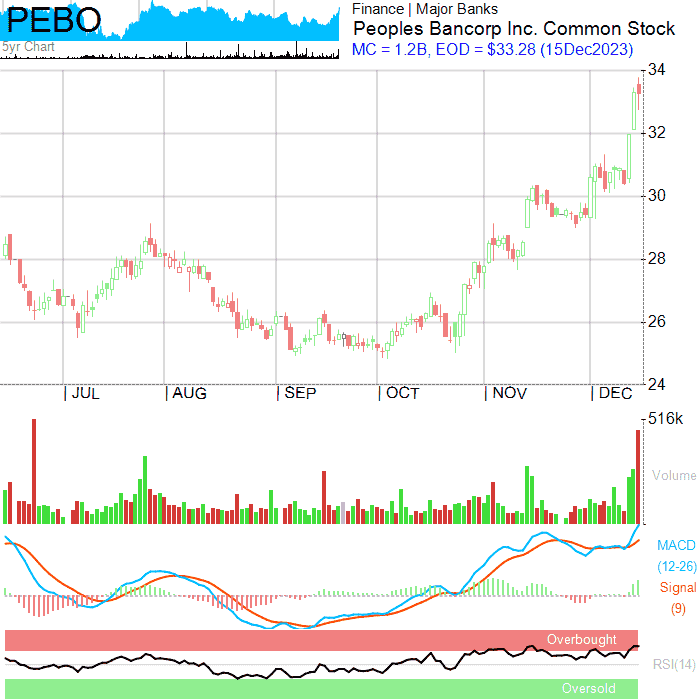 PEBO
5yr Chart
Finance | Major Banks
Peoples Bancorp Inc. Common Stock
MC = 1.2B, EOD = $33.28 (15Dec2023)
34
32
30
28
26
24
| JUL | AUG | SEP | OCT | NOV | DEC
516k
Volume
MACD
(12-26)
Signal
(9)
Overbought
RSI(14)
Oversold